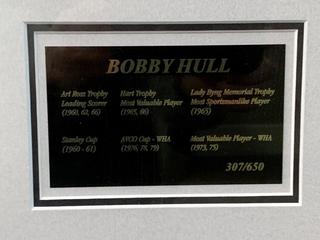 BOBBY HULL
Art Ross Trophy Hart Trophy Lady Byng Memorial Trophy
Leading Scorer Most Valuable Player Most Sportsmanlike Player
(1960, 62, 66) (1965, 66) (1965)
Stanley Cup AVCO Cup - WHA Most Valuable Player - WHA
(1960 - 61) (1976, 78, 79) (1973, 75)
307/650